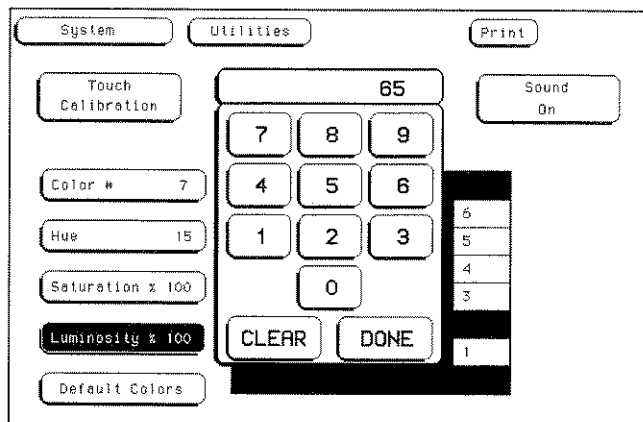 System
Utilities
Print
Touch
Calibration
65
Sound
On
7 8 9
4 5 6
1 2 3
0
CLEAR DONE
Color # 7
Hue 15
Saturation % 100
Luminosity % 100
Default Colors
6
5
4
3
1